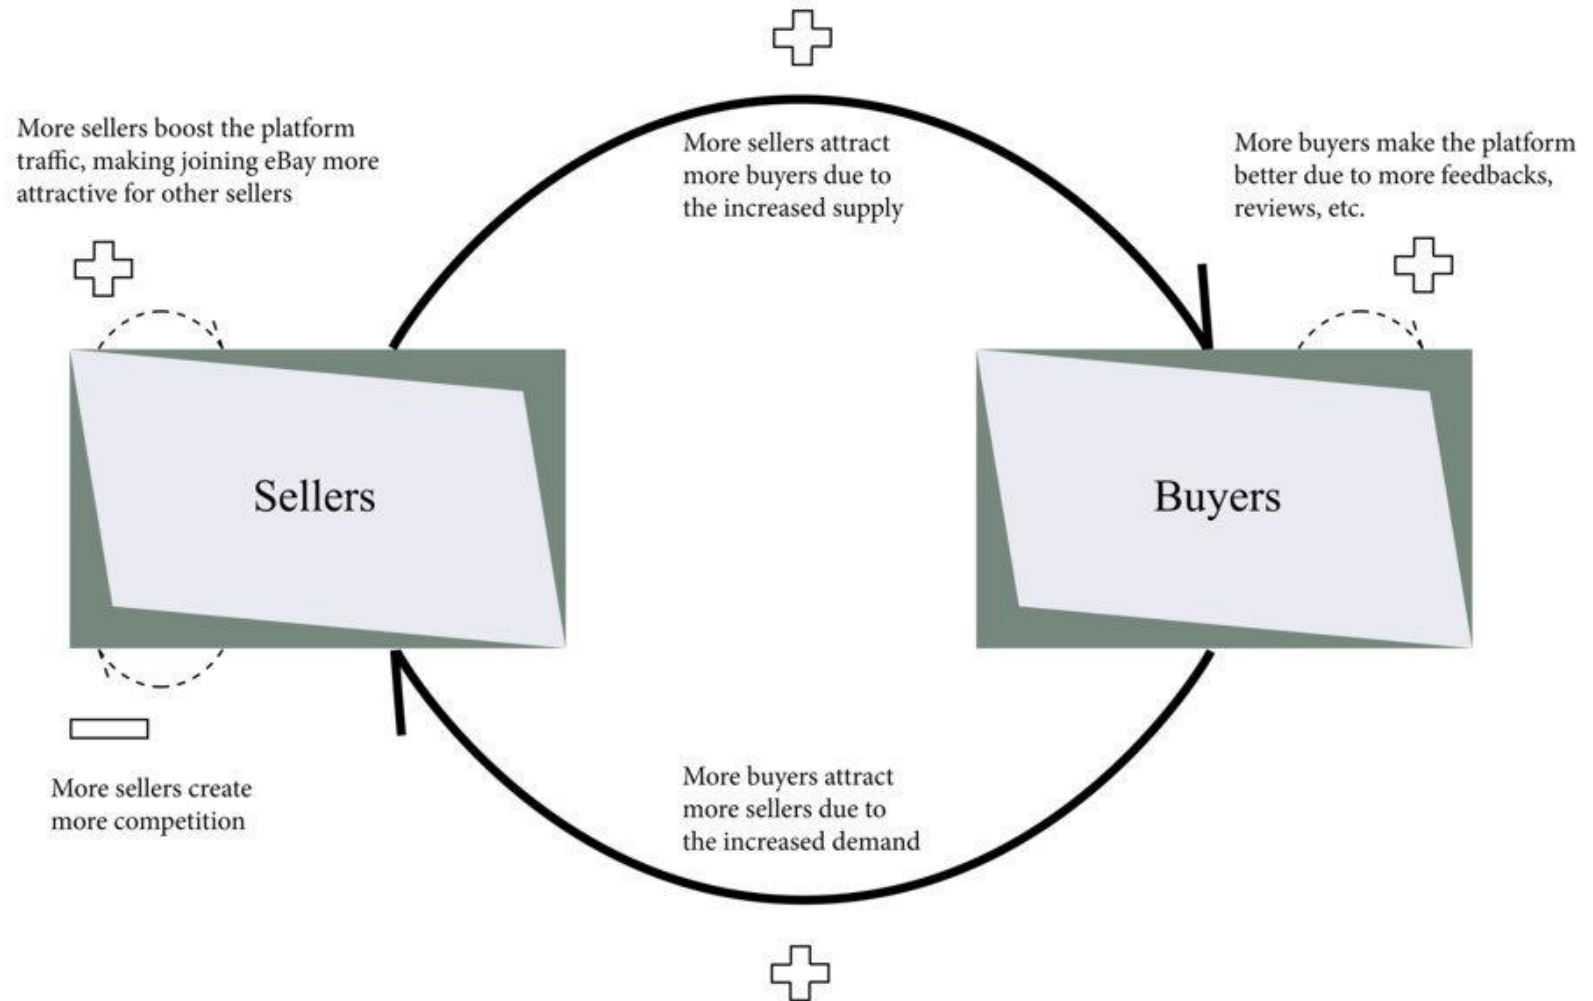 More sellers boost the platform
traffic, making joining eBay more
attractive for other sellers
More sellers attract
more buyers due to
the increased supply
More buyers make the platform
better due to more feedbacks,
reviews, etc.
Sellers
Buyers
More sellers create
more competition
More buyers attract
more sellers due to
the increased demand